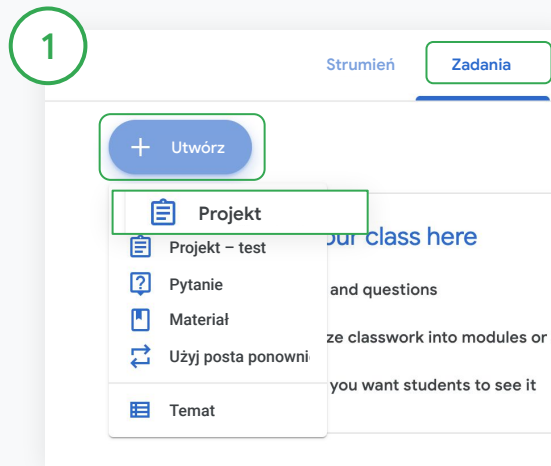 1
Strumień Zadania
Utwórz
Projekt
our class here
Projekt – test
Pytanie
and questions
Materiał
ze classwork into modules or
Użyj posta ponowni
you want students to see it
Temat